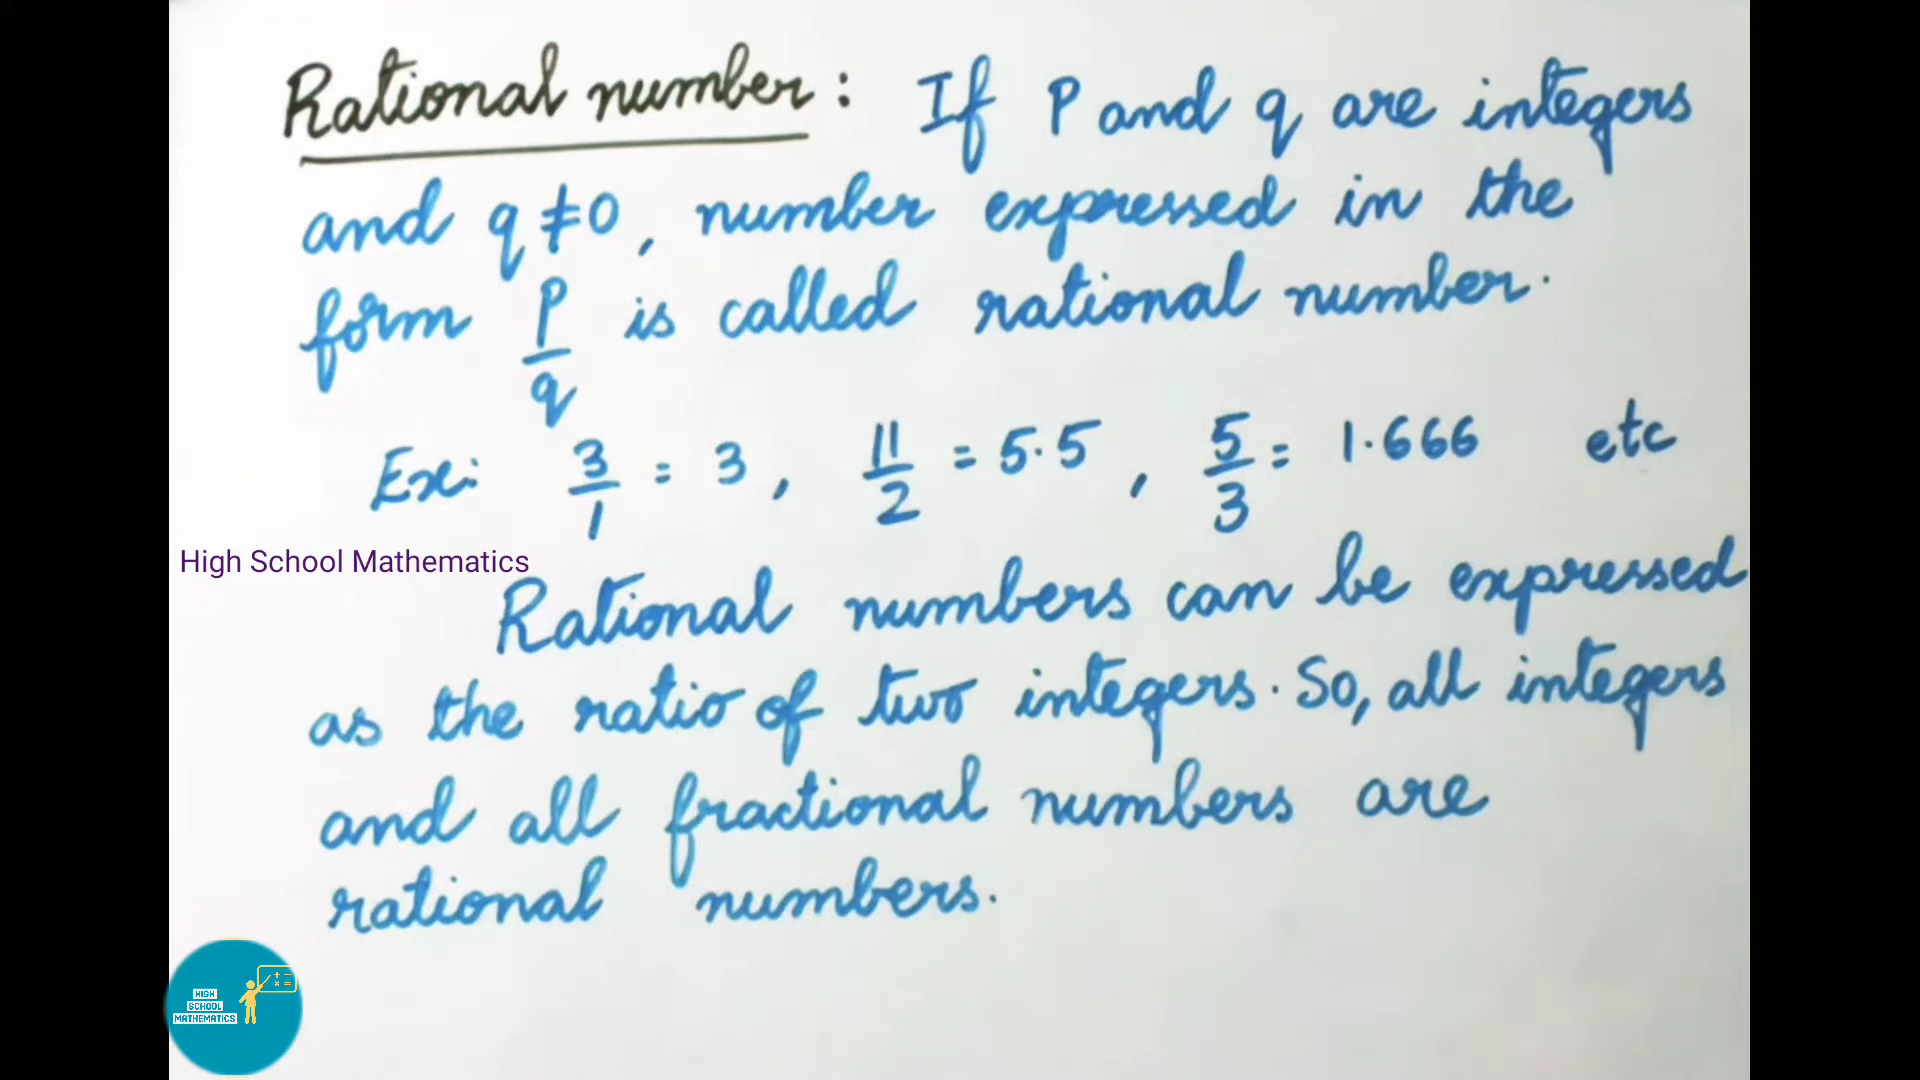 Rational number : If P and q are integers
and q ≠ 0, number expressed in the
form P/q is called rational number.
Ex: 3/1 = 3, 11/2 = 5.5, 5/3 = 1.666 etc
High School Mathematics
Rational numbers can be expressed
as the ratio of two integers. So, all integers
and all fractional numbers are
rational numbers.
HIGH
SCHOOL
MATHEMATICS
+ -
× =